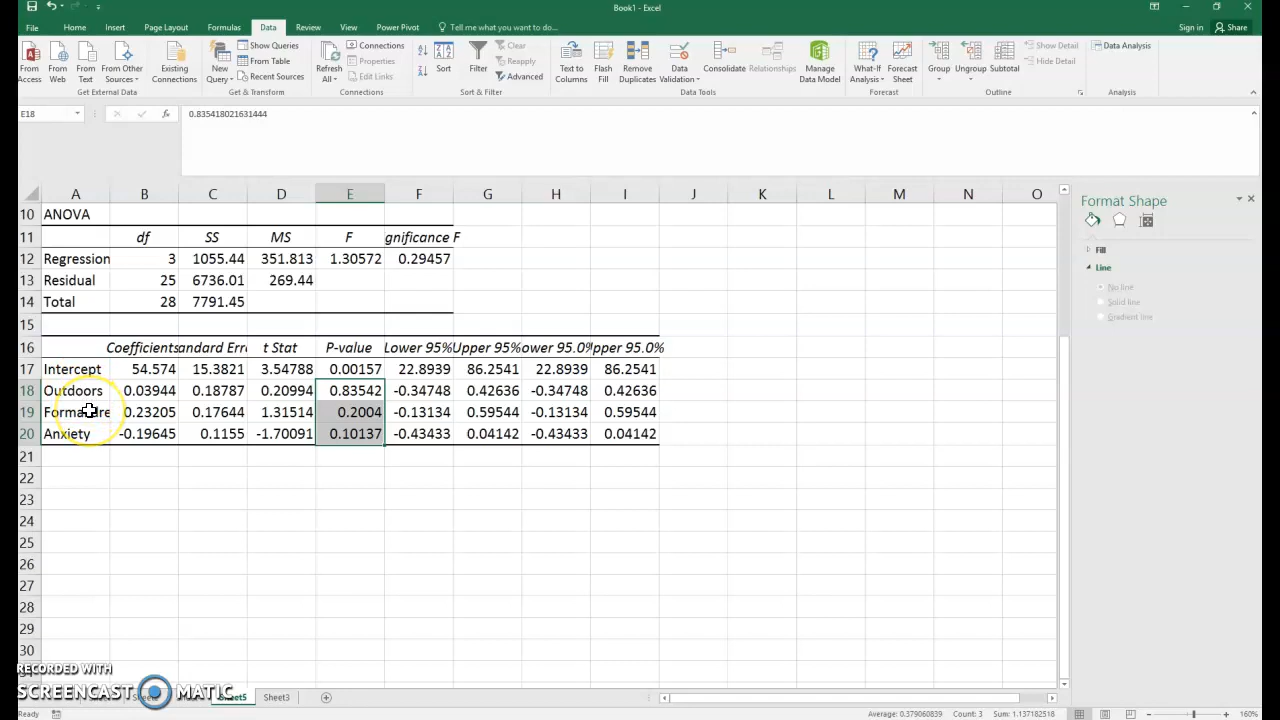 Book1 - Excel
File Home Insert Page Layout Formulas Data Review View Power Pivot Tell me what you want to do... Sign in Share
From Access From Web From Text From Other Sources Existing Connections New Query Show Queries From Table Recent Sources Refresh All Connections Properties Edit Links Sort Filter Clear Reapply Advanced Text to Columns Flash Fill Remove Duplicates Data Validation Consolidate Relationships Manage Data Model What-If Analysis Forecast Sheet Group Ungroup Subtotal Show Detail Hide Detail Data Analysis
Get External Data Get & Transform Connections Sort & Filter Data Tools Forecast Outline Analysis
E18 fx 0.835418021631444
A B C D E F G H I J K L M N O
10 ANOVA
11 df SS MS F gnificance F
12 Regression 3 1055.44 351.813 1.30572 0.29457
13 Residual 25 6736.01 269.44
14 Total 28 7791.45
15
16 Coefficients andard Erro t Stat P-value Lower 95% Upper 95% ower 95.0% pper 95.0%
17 Intercept 54.574 15.3821 3.54788 0.00157 22.8939 86.2541 22.8939 86.2541
18 Outdoors 0.03944 0.18787 0.20994 0.83542 -0.34748 0.42636 -0.34748 0.42636
19 0.23205 0.17644 1.31514 0.2004 -0.13134 0.59544 -0.13134 0.59544
20 Anxiety -0.19645 0.1155 -1.70091 0.10137 -0.43433 0.04142 -0.43433 0.04142
21
22
23
24
25
26
27
28
29
30
Format Shape
Fill
Line
No line
Solid line
Gradient line
RECORDED WITH
SCREENCAST MATIC
Sheet5 Sheet3
Ready Average: 0.379060839 Count: 3 Sum: 1.137182518 160%